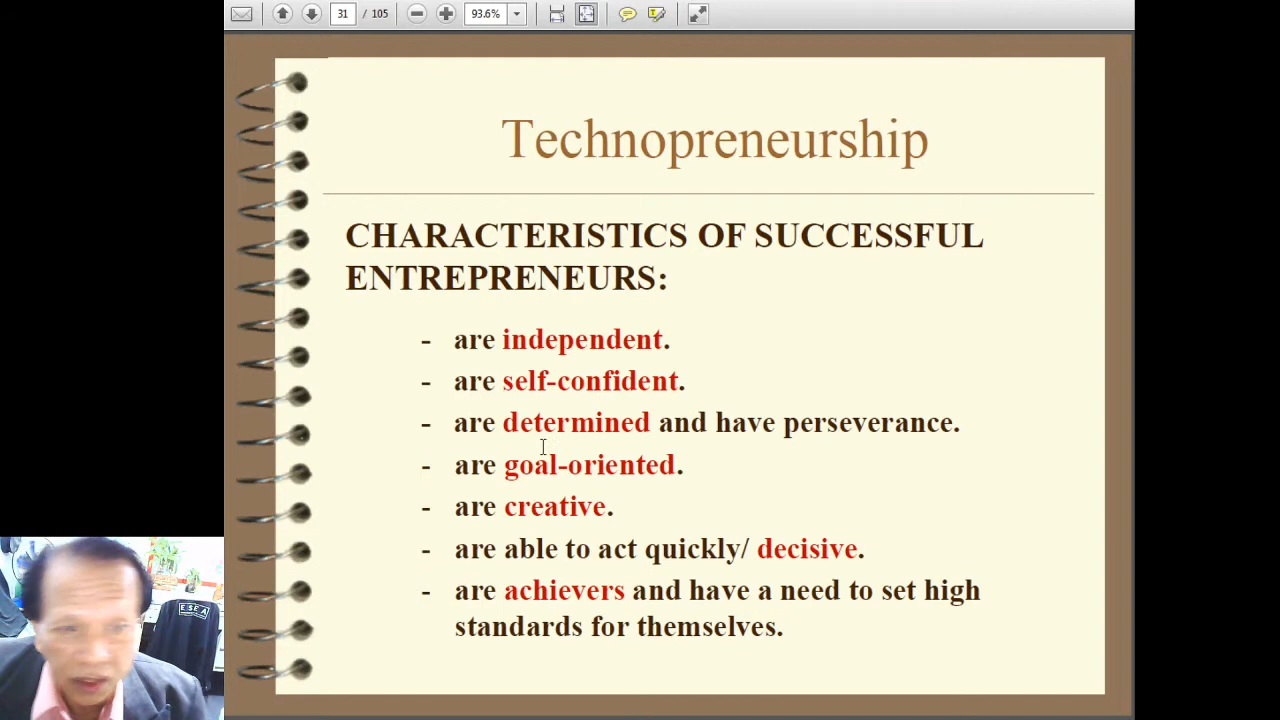 31 / 105 93.6%
Technopreneurship
CHARACTERISTICS OF SUCCESSFUL
ENTREPRENEURS:
- are independent.
- are self-confident.
- are determined and have perseverance.
- are goal-oriented.
- are creative.
- are able to act quickly/ decisive.
- are achievers and have a need to set high
standards for themselves.
ESEA